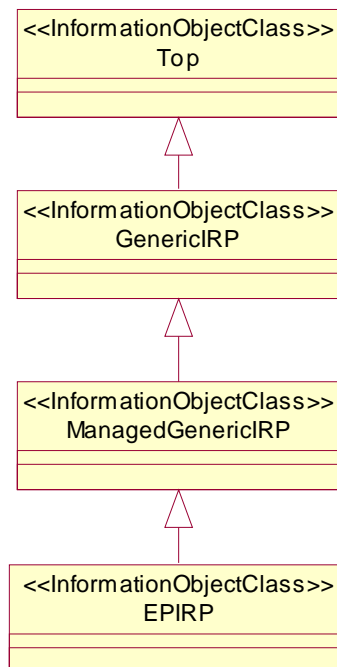 <<InformationObjectClass>>
Top
<<InformationObjectClass>>
GenericIRP
<<InformationObjectClass>>
ManagedGenericIRP
<<InformationObjectClass>>
EPIRP